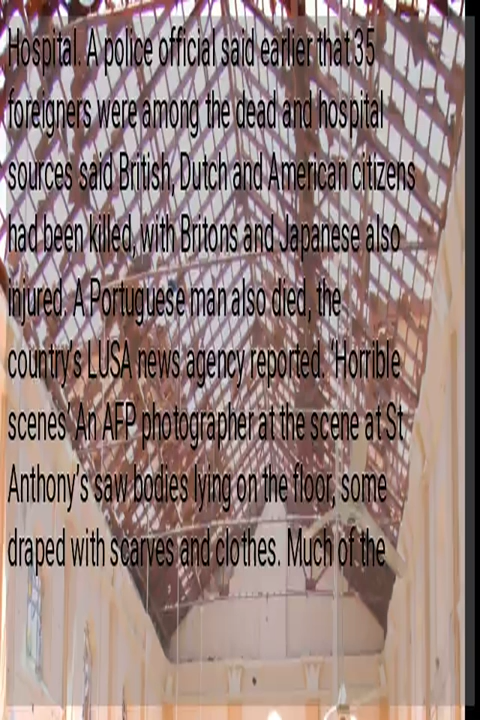 Hospital. A police official said earlier that 35
foreigners were among the dead and hospital
sources said British, Dutch and American citizens
had been killed, with Britons and Japanese also
injured. A Portuguese man also died, the
country's LUSA news agency reported. 'Horrible
scenes' An AFP photographer at the scene at St
Anthony's saw bodies lying on the floor, some
draped with scarves and clothes. Much of the